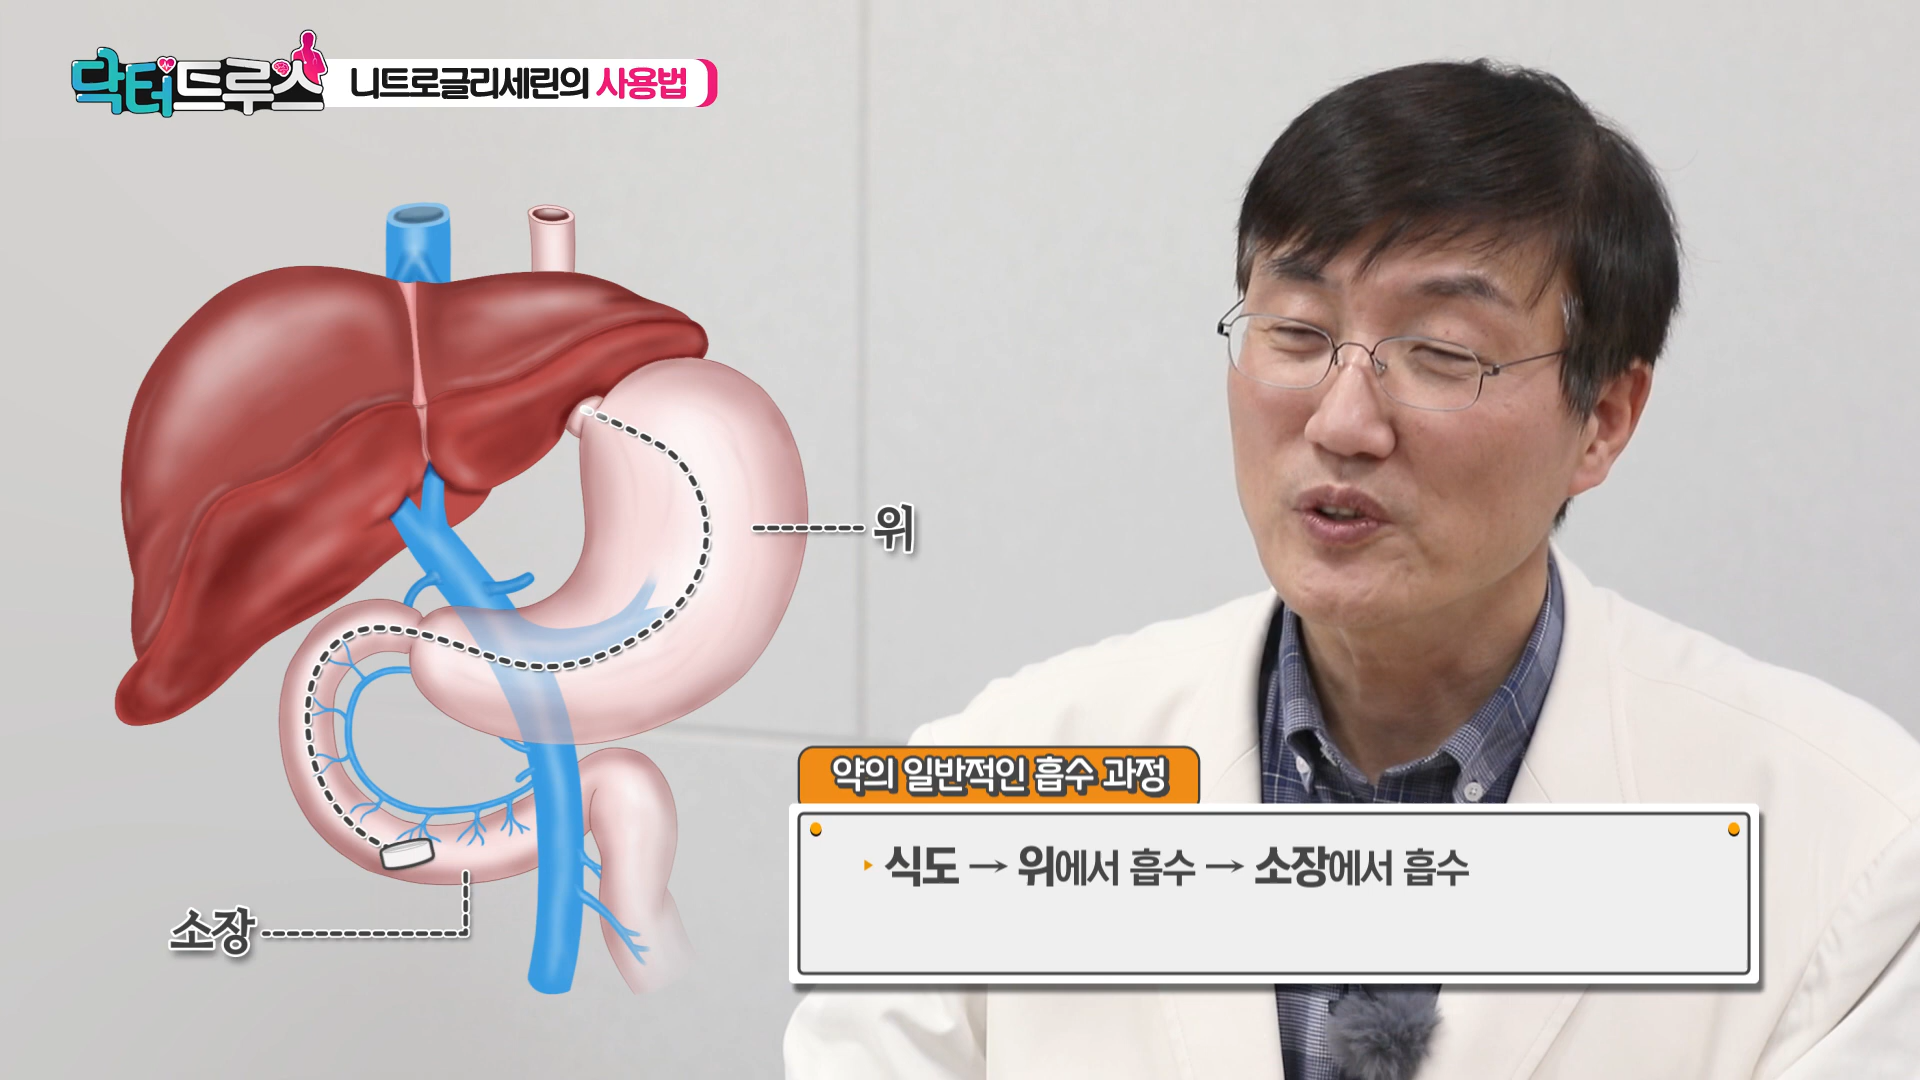 닥터트루스 니트로글리세린의 사용법
위
약의 일반적인 흡수 과정
▸ 식도 → 위에서 흡수 → 소장에서 흡수
소장